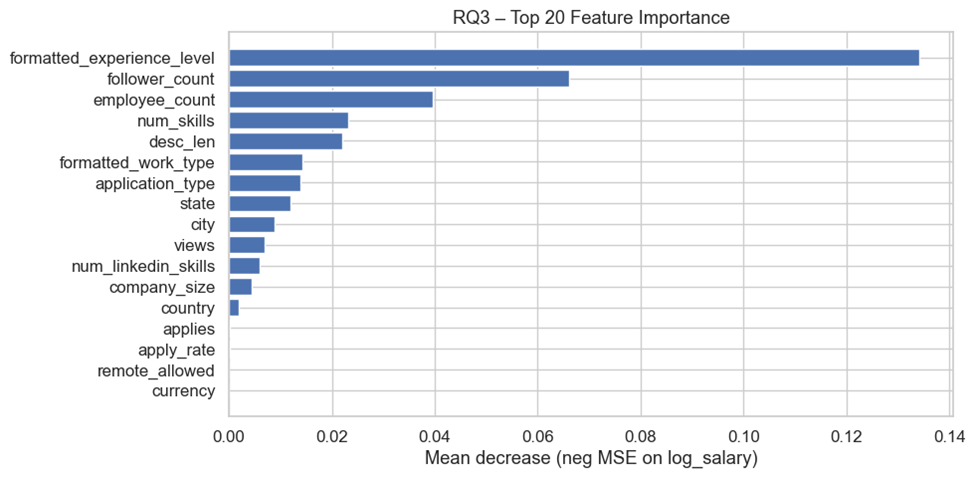 RQ3 – Top 20 Feature Importance
formatted_experience_level
follower_count
employee_count
num_skills
desc_len
formatted_work_type
application_type
state
city
views
num_linkedin_skills
company_size
country
applies
apply_rate
remote_allowed
currency
0.00 0.02 0.04 0.06 0.08 0.10 0.12 0.14
Mean decrease (neg MSE on log_salary)